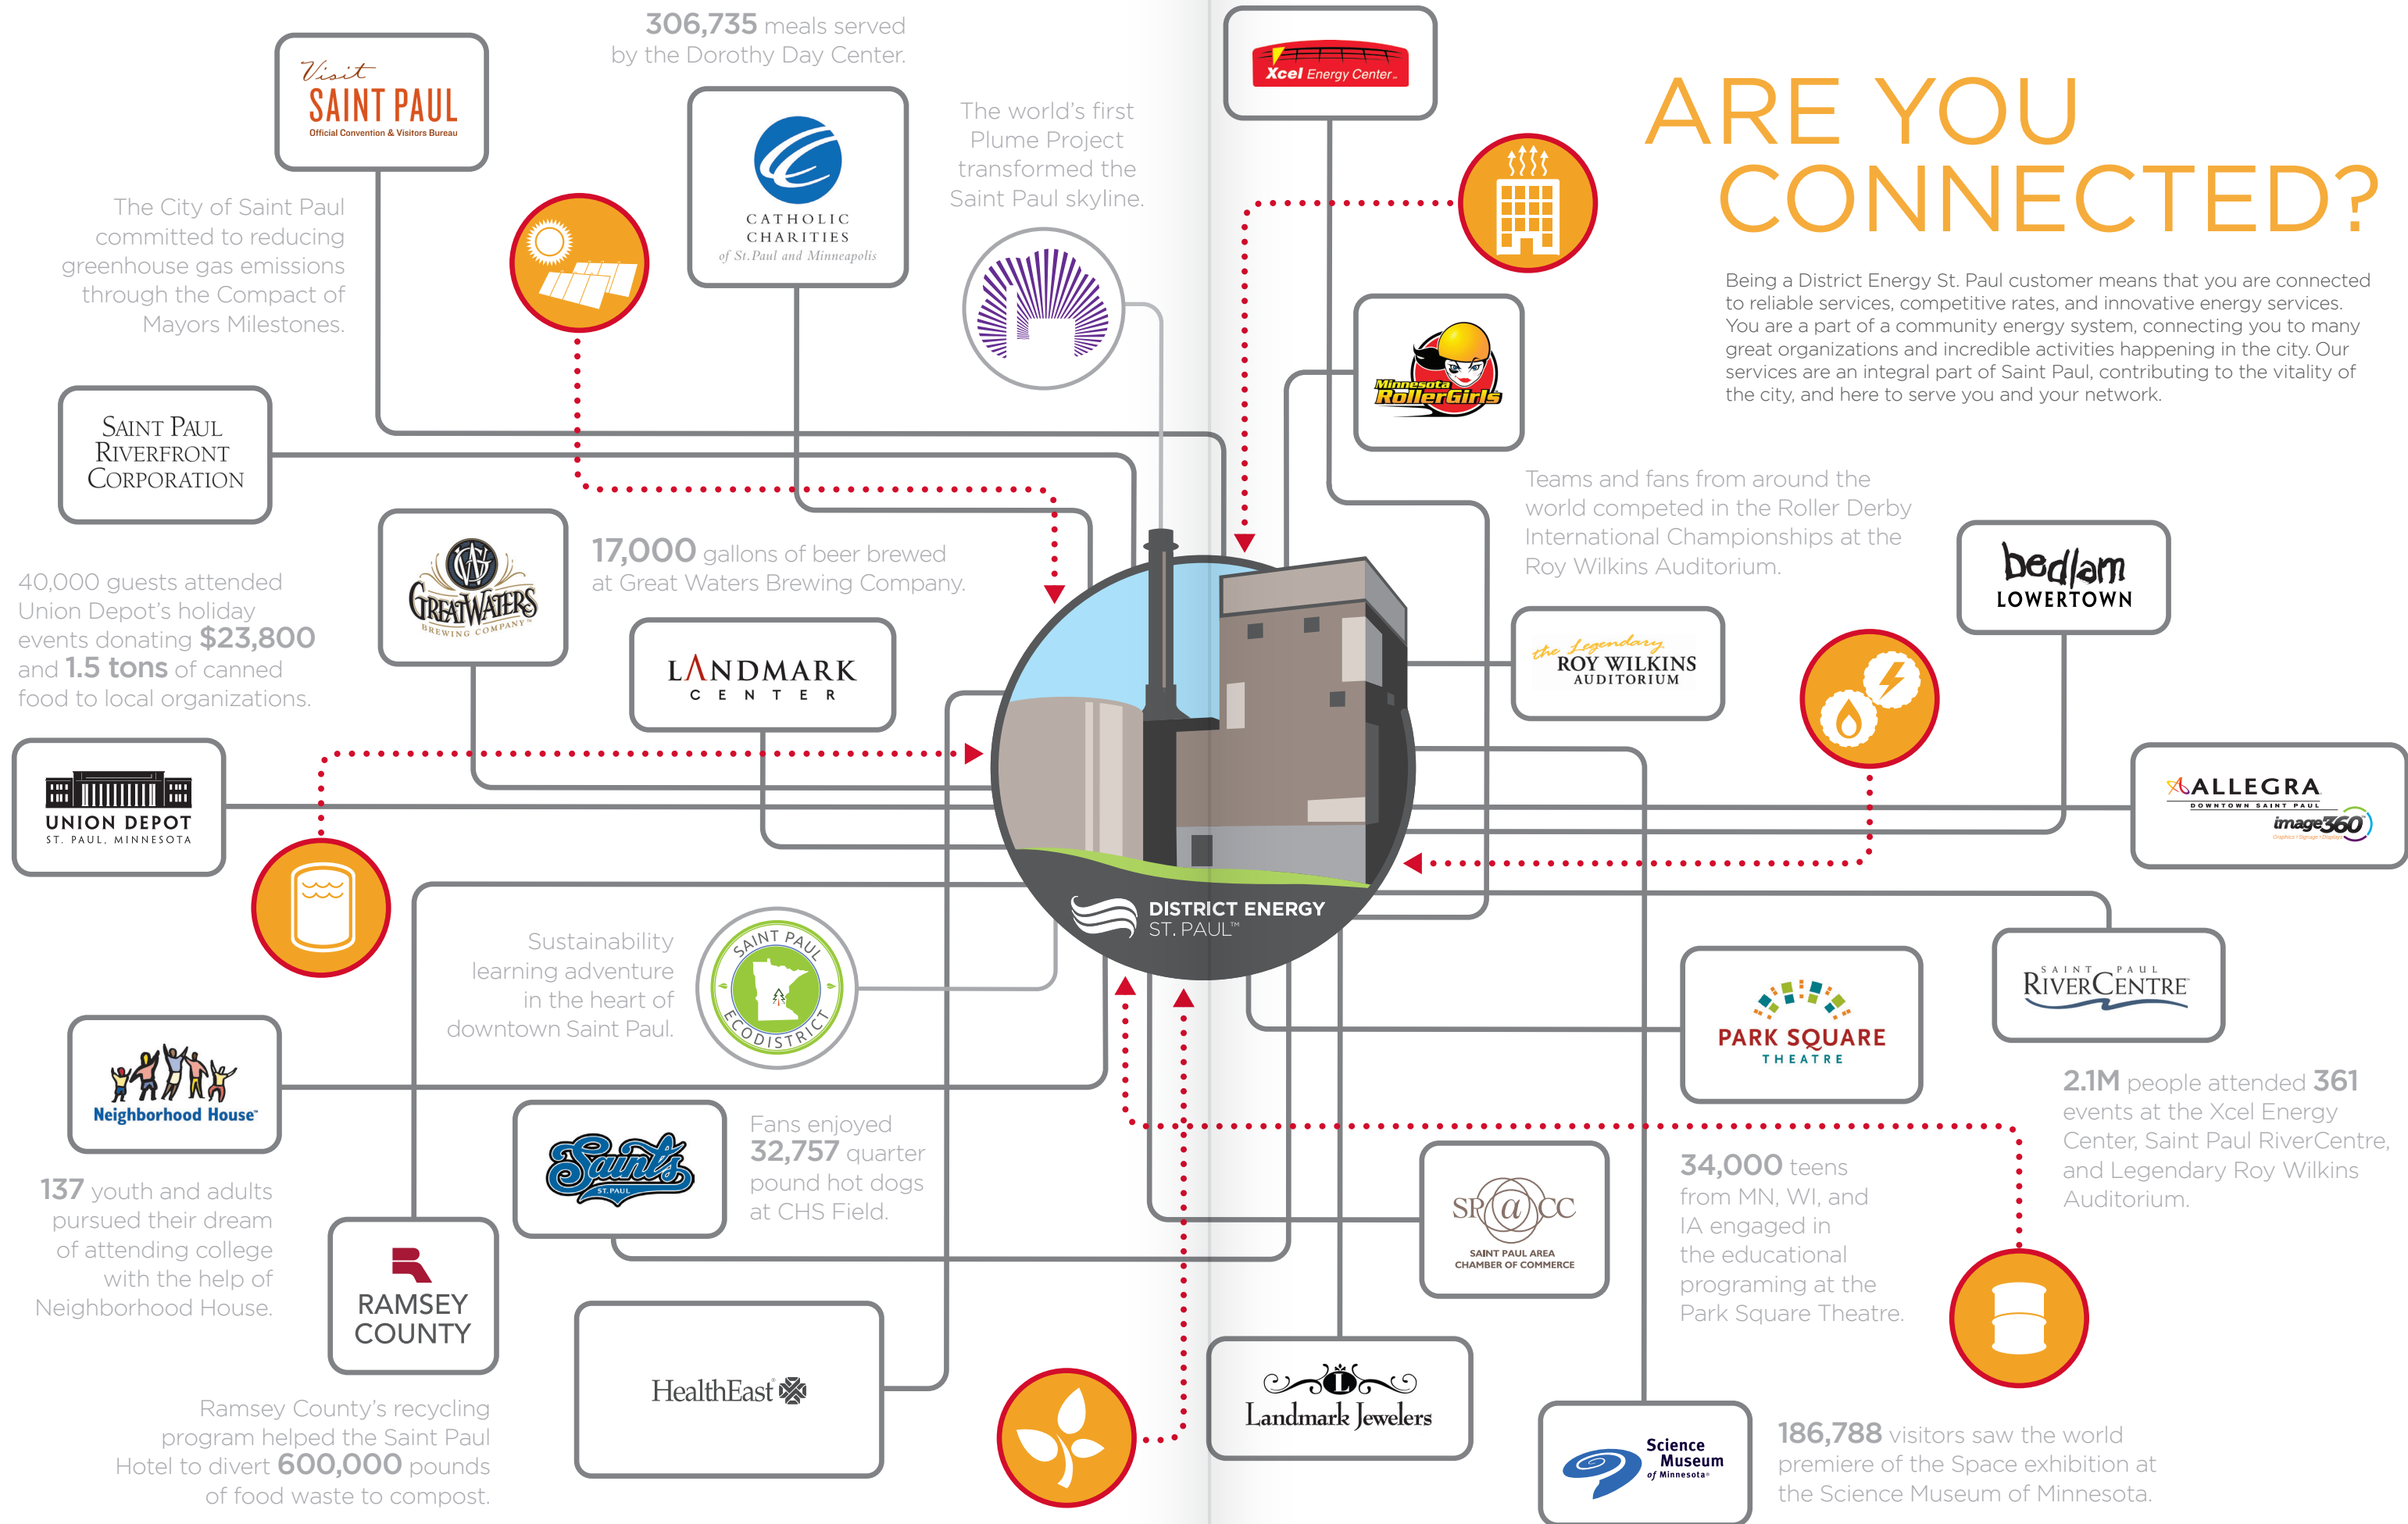 306,735 meals served
by the Dorothy Day Center.
Visit
SAINT PAUL
Official Convention & Visitors Bureau
CATHOLIC
CHARITIES
of St. Paul and Minneapolis
The world's first
Plume Project
transformed the
Saint Paul skyline.
Xcel Energy Center
ARE YOU
CONNECTED?
Being a District Energy St. Paul customer means that you are connected
to reliable services, competitive rates, and innovative energy services.
You are a part of a community energy system, connecting you to many
great organizations and incredible activities happening in the city. Our
services are an integral part of Saint Paul, contributing to the vitality of
the city, and here to serve you and your network.
The City of Saint Paul
committed to reducing
greenhouse gas emissions
through the Compact of
Mayors Milestones.
Minnesota
RollerGirls
SAINT PAUL
RIVERFRONT
CORPORATION
Teams and fans from around the
world competed in the Roller Derby
International Championships at the
Roy Wilkins Auditorium.
GREAT WATERS
BREWING COMPANY™
17,000 gallons of beer brewed
at Great Waters Brewing Company.
bedlam
LOWERTOWN
40,000 guests attended
Union Depot's holiday
events donating $23,800
and 1.5 tons of canned
food to local organizations.
LANDMARK
CENTER
the Legendary
ROY WILKINS
AUDITORIUM
UNION DEPOT
ST. PAUL, MINNESOTA
ALLEGRA
DOWNTOWN SAINT PAUL
image360
Graphics • Signage • Displays
DISTRICT ENERGY
ST. PAUL™
Sustainability
learning adventure
in the heart of
downtown Saint Paul.
SAINT PAUL
ECODISTRICT
SAINT PAUL
RIVERCENTRE™
PARK SQUARE
THEATRE
Neighborhood House™
2.1M people attended 361
events at the Xcel Energy
Center, Saint Paul RiverCentre,
and Legendary Roy Wilkins
Auditorium.
Saints
ST. PAUL
Fans enjoyed
32,757 quarter
pound hot dogs
at CHS Field.
34,000 teens
from MN, WI, and
IA engaged in
the educational
programing at the
Park Square Theatre.
SP@CC
SAINT PAUL AREA
CHAMBER OF COMMERCE
137 youth and adults
pursued their dream
of attending college
with the help of
Neighborhood House.
RAMSEY
COUNTY
HealthEast®
L
Landmark Jewelers
Ramsey County's recycling
program helped the Saint Paul
Hotel to divert 600,000 pounds
of food waste to compost.
Science
Museum
of Minnesota®
186,788 visitors saw the world
premiere of the Space exhibition at
the Science Museum of Minnesota.